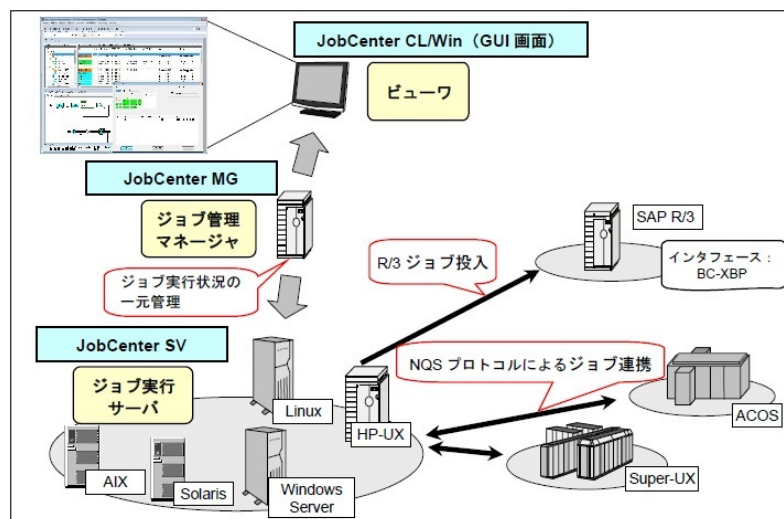 JobCenter CL/Win（GUI 画面）
ビューワ
JobCenter MG
ジョブ管理
マネージャ
SAP R/3
R/3 ジョブ投入
インタフェース：
BC-XBP
ジョブ実行状況の
一元管理
JobCenter SV
NQS プロトコルによるジョブ連携
ジョブ実行
サーバ
Linux
HP-UX
ACOS
AIX
Solaris
Windows
Server
Super-UX